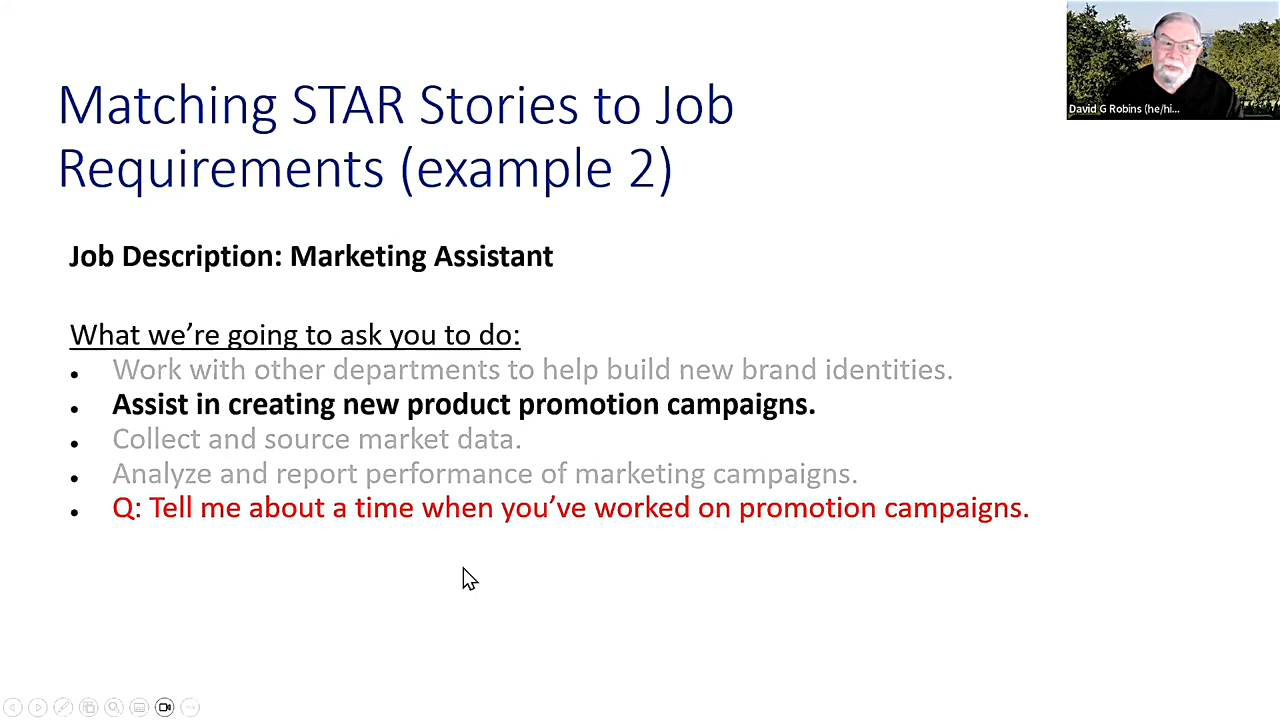 Matching STAR Stories to Job
Requirements (example 2)
David G Robins (he/hi...
Job Description: Marketing Assistant
What we’re going to ask you to do:
• Work with other departments to help build new brand identities.
• Assist in creating new product promotion campaigns.
• Collect and source market data.
• Analyze and report performance of marketing campaigns.
• Q: Tell me about a time when you’ve worked on promotion campaigns.